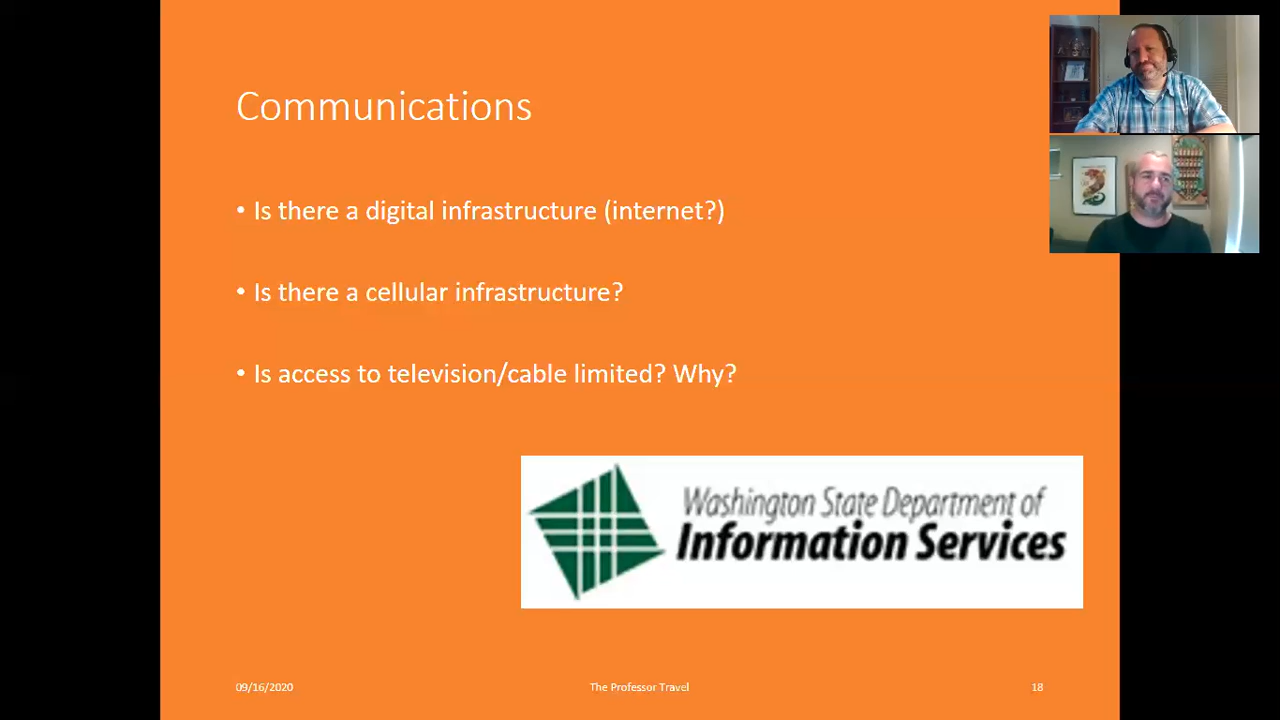 Communications
• Is there a digital infrastructure (internet?)
• Is there a cellular infrastructure?
• Is access to television/cable limited? Why?
Washington State Department of
Information Services
09/16/2020
The Professor Travel
18